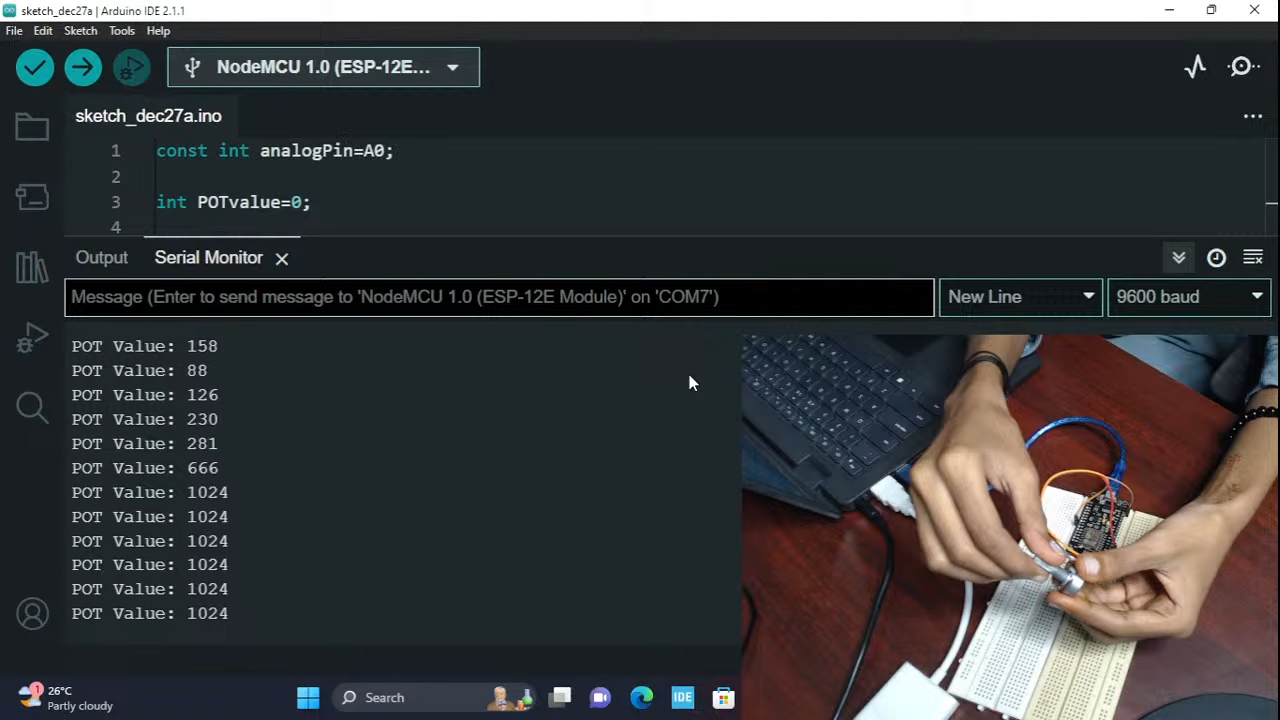 sketch_dec27a | Arduino IDE 2.1.1
File Edit Sketch Tools Help
NodeMCU 1.0 (ESP-12E...
sketch_dec27a.ino
1 const int analogPin=A0;
2
3 int POTvalue=0;
4
Output Serial Monitor
Message (Enter to send message to 'NodeMCU 1.0 (ESP-12E Module)' on 'COM7')
New Line
9600 baud
POT Value: 158
POT Value: 88
POT Value: 126
POT Value: 230
POT Value: 281
POT Value: 666
POT Value: 1024
POT Value: 1024
POT Value: 1024
POT Value: 1024
POT Value: 1024
POT Value: 1024
1
26°C
Partly cloudy
Search
IDE